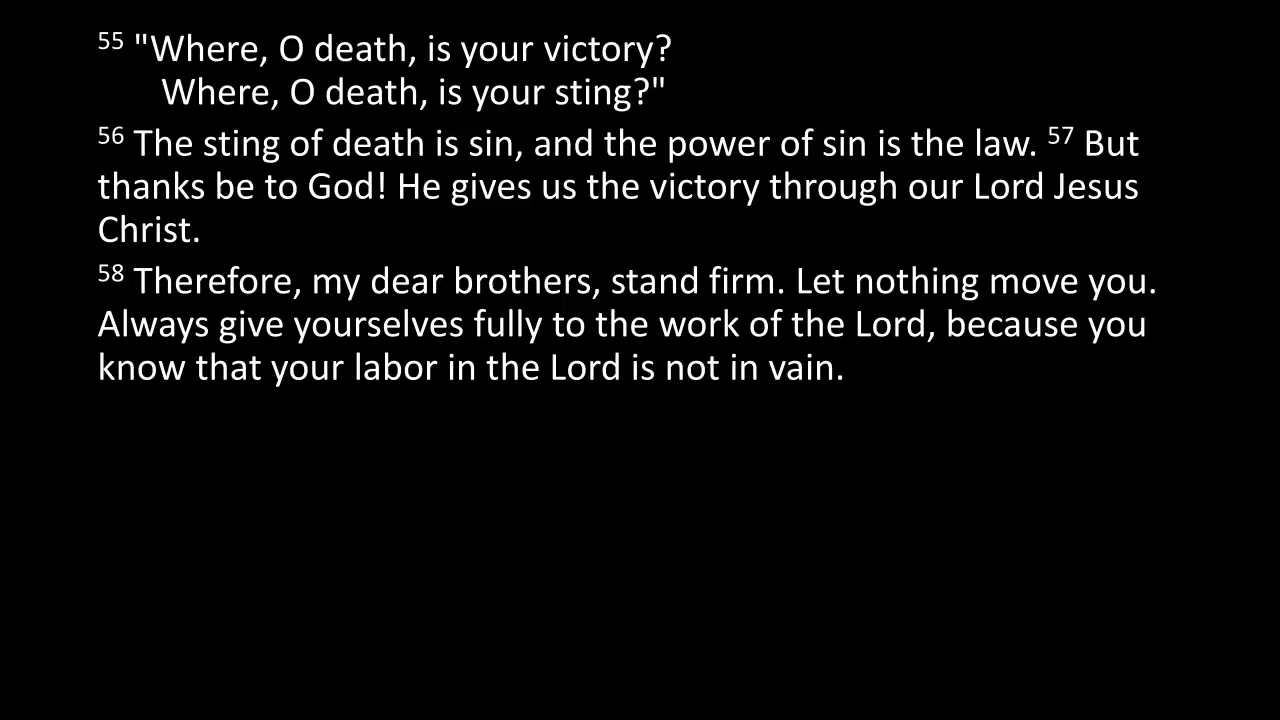 55 "Where, O death, is your victory?
Where, O death, is your sting?"
56 The sting of death is sin, and the power of sin is the law. 57 But
thanks be to God! He gives us the victory through our Lord Jesus
Christ.
58 Therefore, my dear brothers, stand firm. Let nothing move you.
Always give yourselves fully to the work of the Lord, because you
know that your labor in the Lord is not in vain.